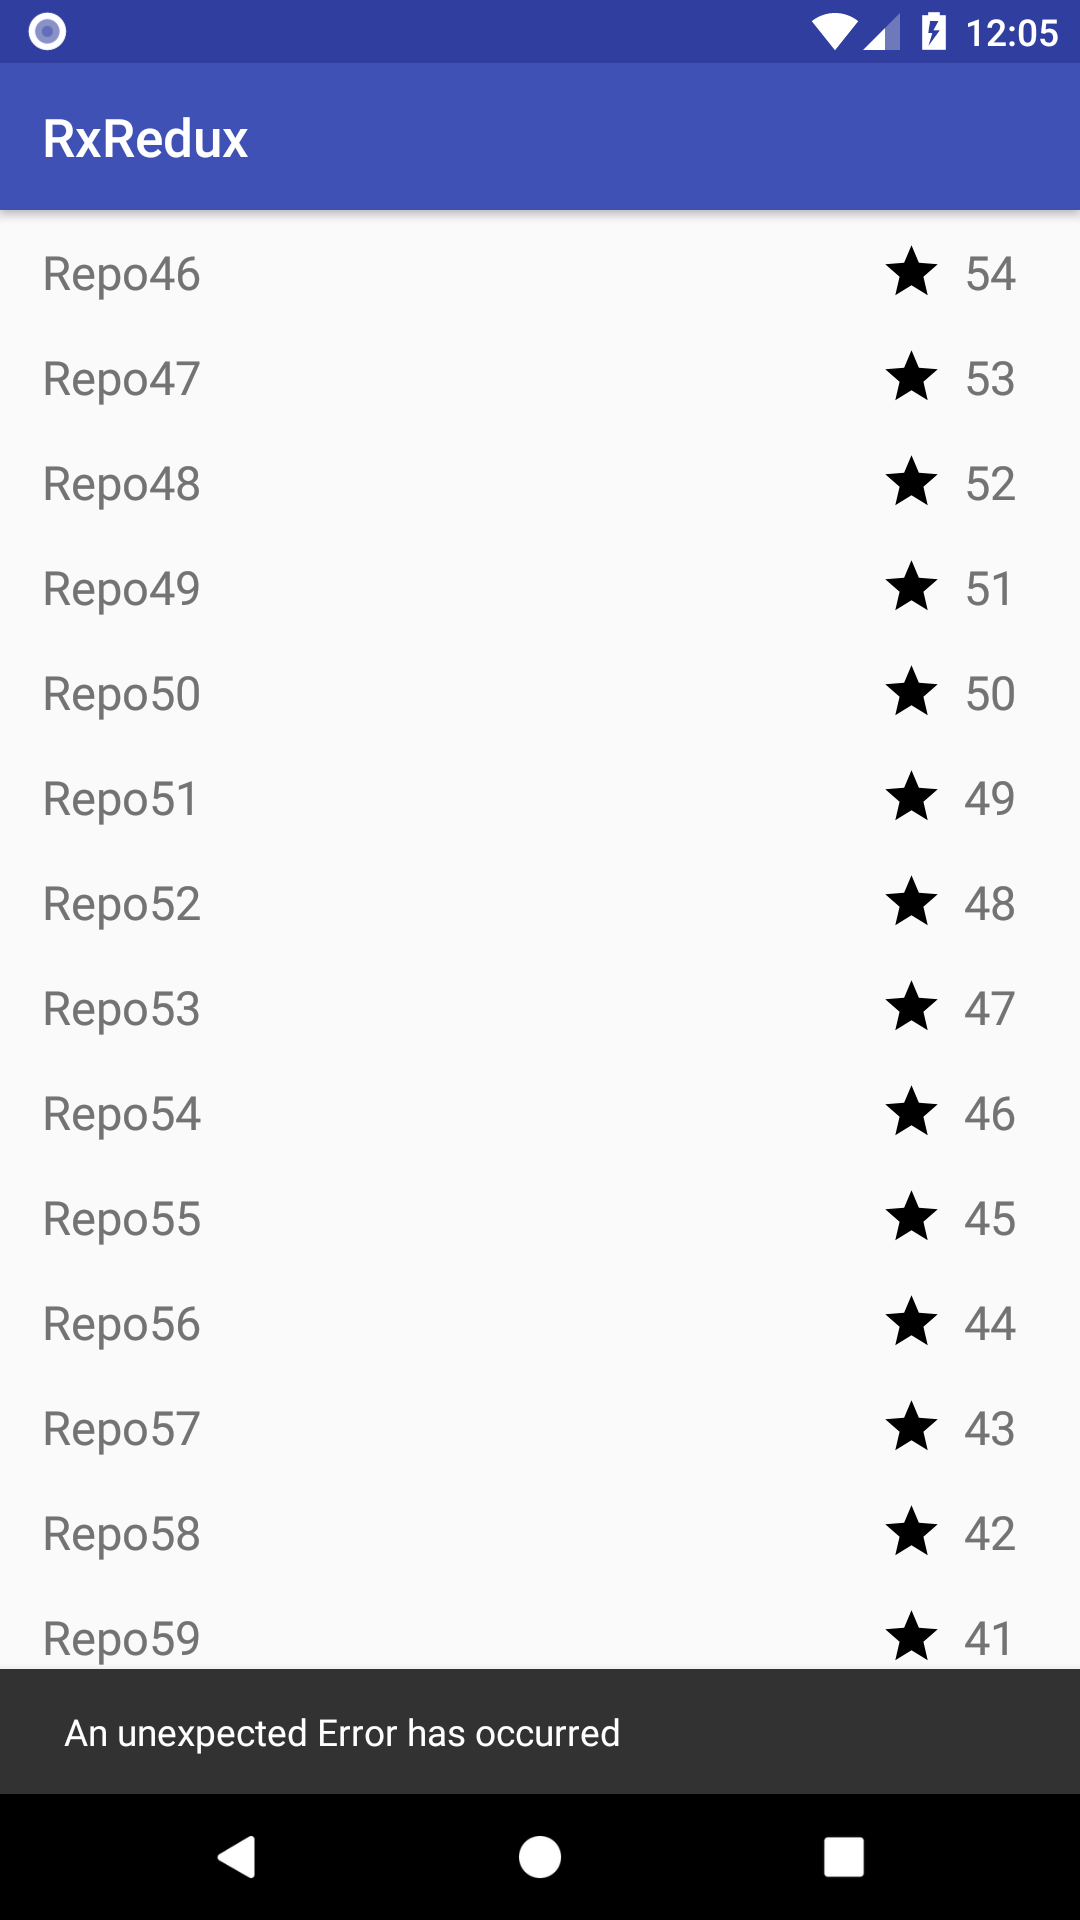 12:05
RxRedux
Repo46 54
Repo47 53
Repo48 52
Repo49 51
Repo50 50
Repo51 49
Repo52 48
Repo53 47
Repo54 46
Repo55 45
Repo56 44
Repo57 43
Repo58 42
Repo59 41
An unexpected Error has occurred